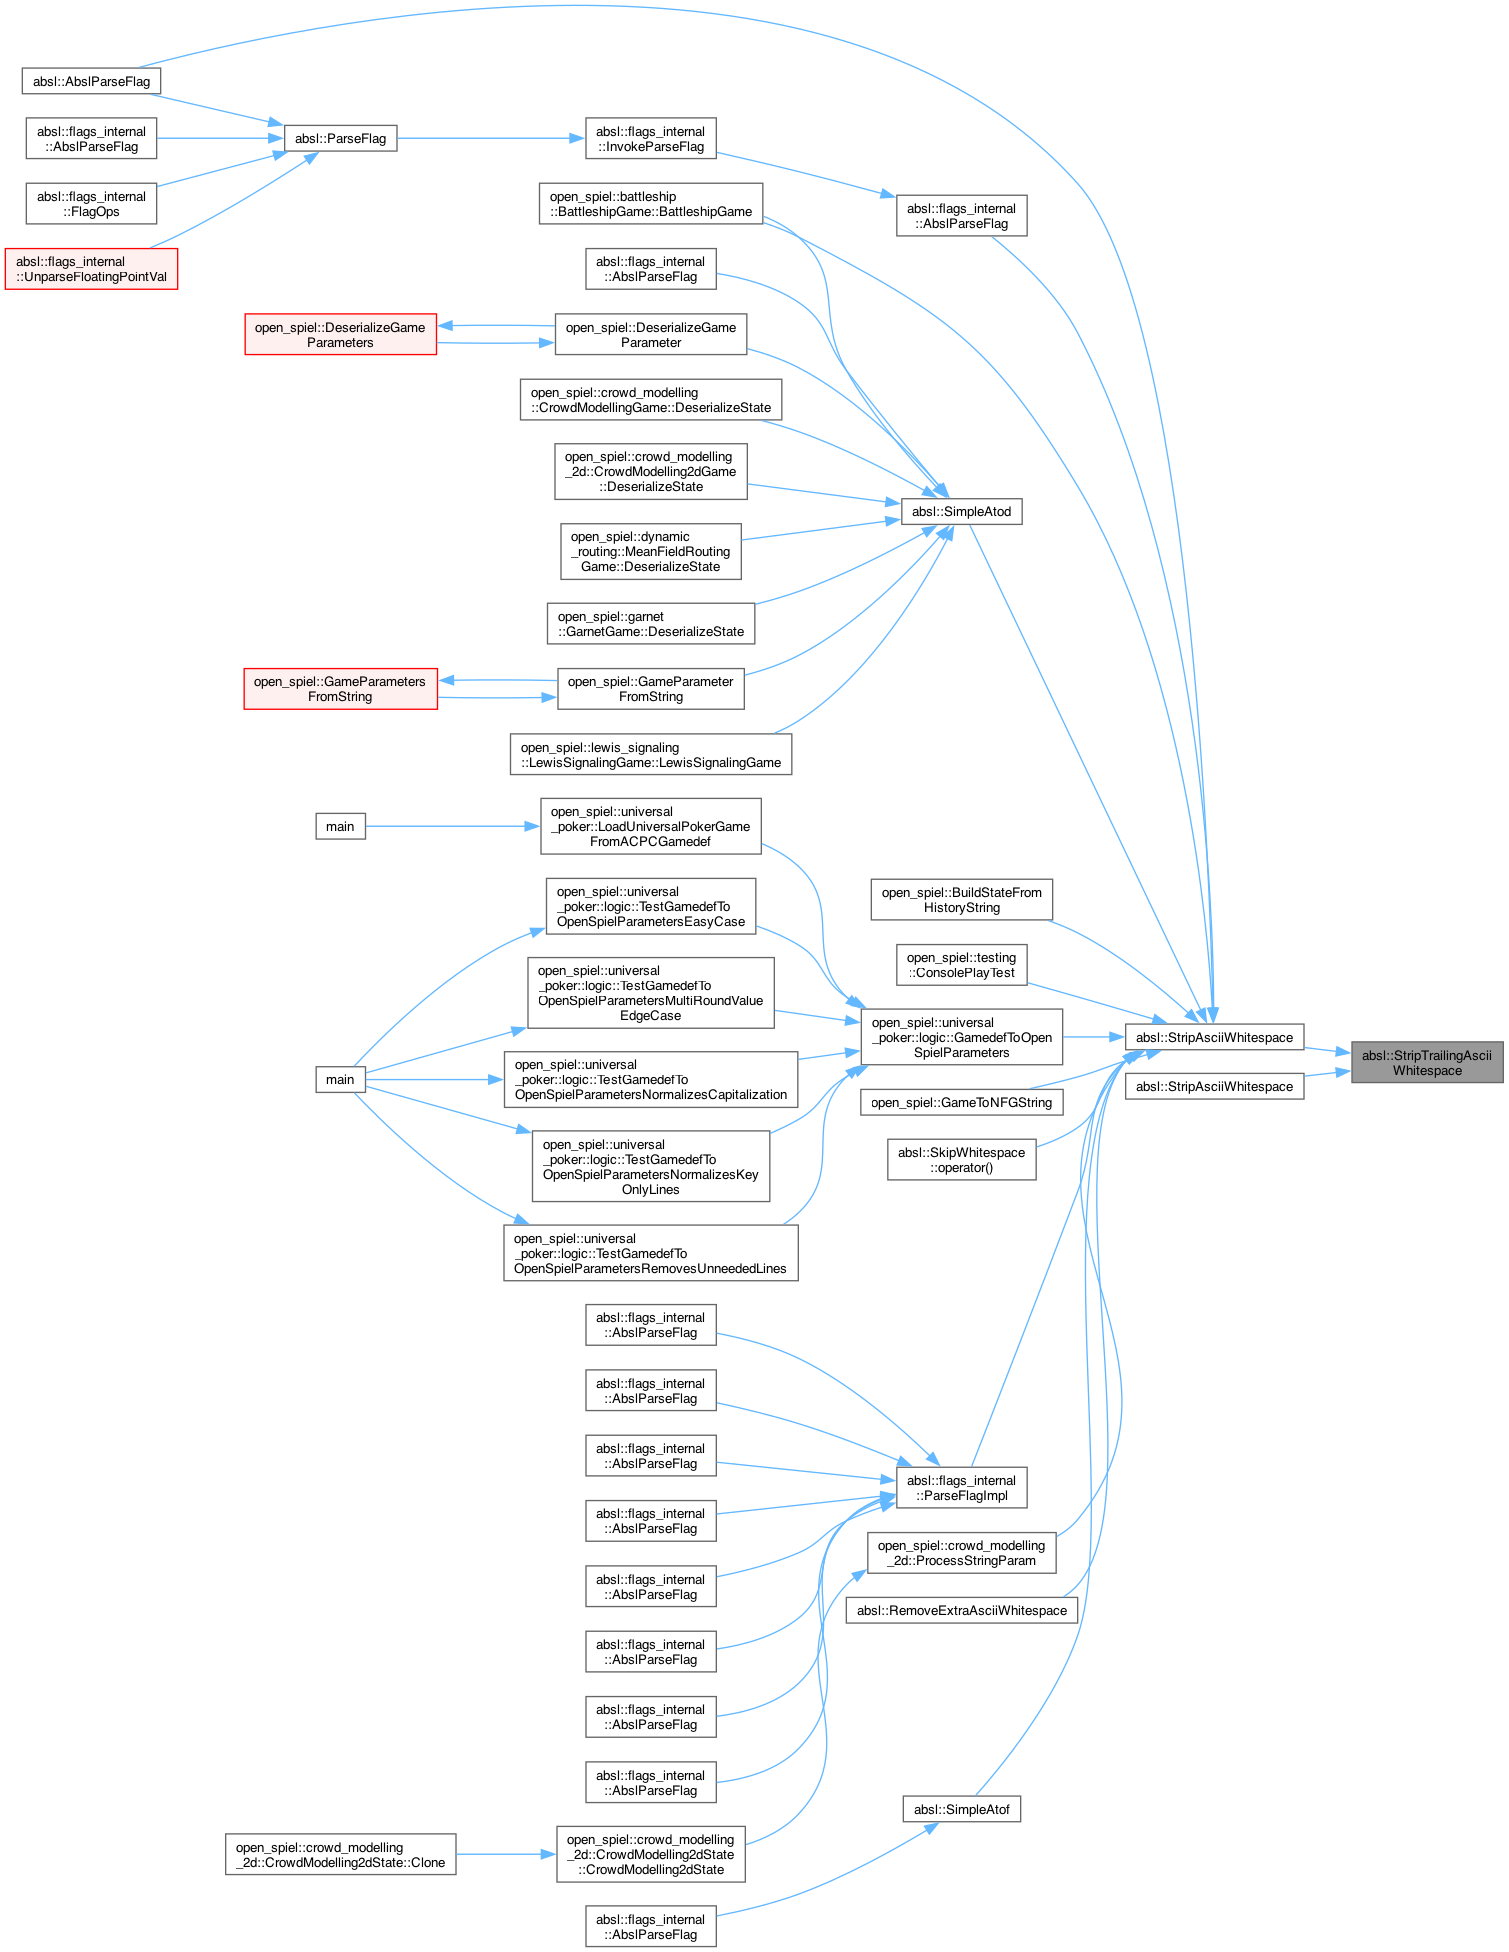 absl::AbslParseFlag
absl::flags_internal
::AbslParseFlag
absl::flags_internal
::FlagOps
absl::flags_internal
::UnparseFloatingPointVal
absl::ParseFlag
absl::flags_internal
::InvokeParseFlag
open_spiel::battleship
::BattleshipGame::BattleshipGame
absl::flags_internal
::AbslParseFlag
absl::flags_internal
::AbslParseFlag
open_spiel::DeserializeGame
Parameters
open_spiel::DeserializeGame
Parameter
open_spiel::crowd_modelling
::CrowdModellingGame::DeserializeState
open_spiel::crowd_modelling
_2d::CrowdModelling2dGame
::DeserializeState
absl::SimpleAtod
open_spiel::dynamic
_routing::MeanFieldRouting
Game::DeserializeState
open_spiel::garnet
::GarnetGame::DeserializeState
open_spiel::GameParameters
FromString
open_spiel::GameParameter
FromString
open_spiel::lewis_signaling
::LewisSignalingGame::LewisSignalingGame
main
open_spiel::universal
_poker::LoadUniversalPokerGame
FromACPCGamedef
open_spiel::universal
_poker::logic::TestGamedefTo
OpenSpielParametersEasyCase
open_spiel::BuildStateFrom
HistoryString
open_spiel::testing
::ConsolePlayTest
open_spiel::universal
_poker::logic::TestGamedefTo
OpenSpielParametersMultiRoundValue
EdgeCase
open_spiel::universal
_poker::logic::GamedefToOpen
SpielParameters
absl::StripAsciiWhitespace
absl::StripTrailingAscii
Whitespace
main
open_spiel::universal
_poker::logic::TestGamedefTo
OpenSpielParametersNormalizesCapitalization
absl::StripAsciiWhitespace
open_spiel::GameToNFGString
open_spiel::universal
_poker::logic::TestGamedefTo
OpenSpielParametersNormalizesKey
OnlyLines
absl::SkipWhitespace
::operator()
open_spiel::universal
_poker::logic::TestGamedefTo
OpenSpielParametersRemovesUnneededLines
absl::flags_internal
::AbslParseFlag
absl::flags_internal
::AbslParseFlag
absl::flags_internal
::AbslParseFlag
absl::flags_internal
::ParseFlagImpl
absl::flags_internal
::AbslParseFlag
open_spiel::crowd_modelling
_2d::ProcessStringParam
absl::flags_internal
::AbslParseFlag
absl::RemoveExtraAsciiWhitespace
absl::flags_internal
::AbslParseFlag
absl::flags_internal
::AbslParseFlag
absl::flags_internal
::AbslParseFlag
absl::SimpleAtof
open_spiel::crowd_modelling
_2d::CrowdModelling2dState::Clone
open_spiel::crowd_modelling
_2d::CrowdModelling2dState
::CrowdModelling2dState
absl::flags_internal
::AbslParseFlag